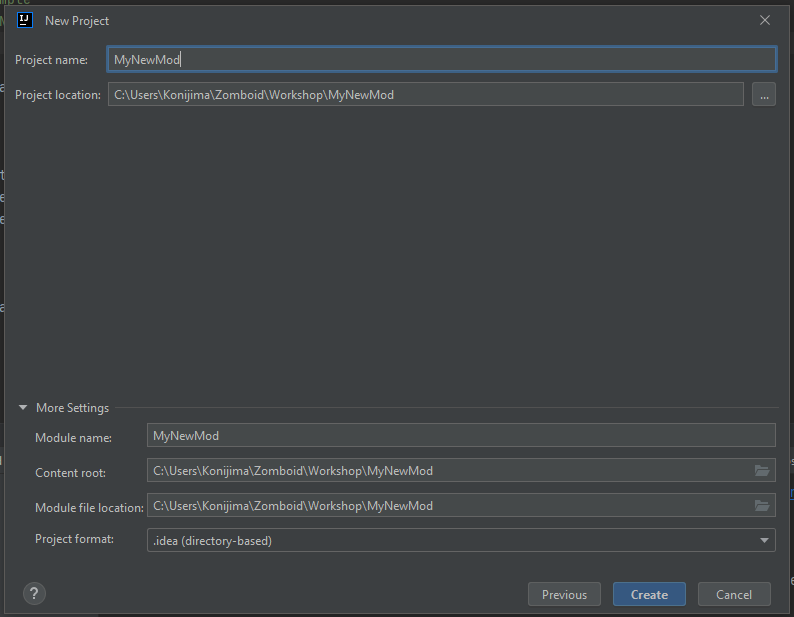 New Project
Project name: MyNewMod
Project location: C:\Users\Konijima\Zomboid\Workshop\MyNewMod ...
More Settings
Module name: MyNewMod
Content root: C:\Users\Konijima\Zomboid\Workshop\MyNewMod
Module file location: C:\Users\Konijima\Zomboid\Workshop\MyNewMod
Project format: .idea (directory-based)
? Previous Create Cancel